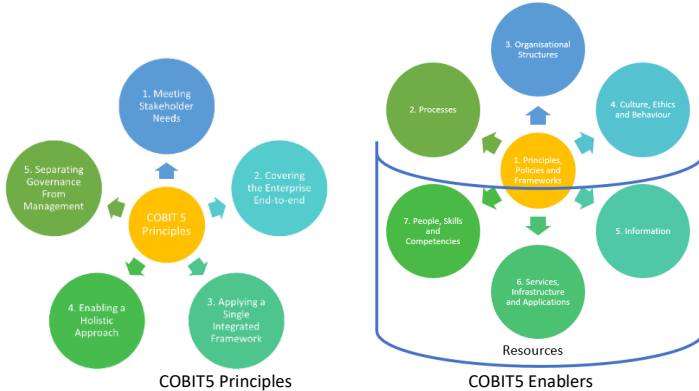 1. Meeting
Stakeholder
Needs
2. Covering
the Enterprise
End-to-end
3. Applying a
Single
Integrated
Framework
4. Enabling a
Holistic
Approach
5. Separating
Governance
From
Management
COBIT 5
Principles
COBIT5 Principles
3. Organisational
Structures
2. Processes
4. Culture, Ethics
and Behaviour
1. Principles,
Policies and
Frameworks
7. People, Skills
and
Competencies
5. Information
6. Services,
Infrastructure
and Applications
Resources
COBIT5 Enablers